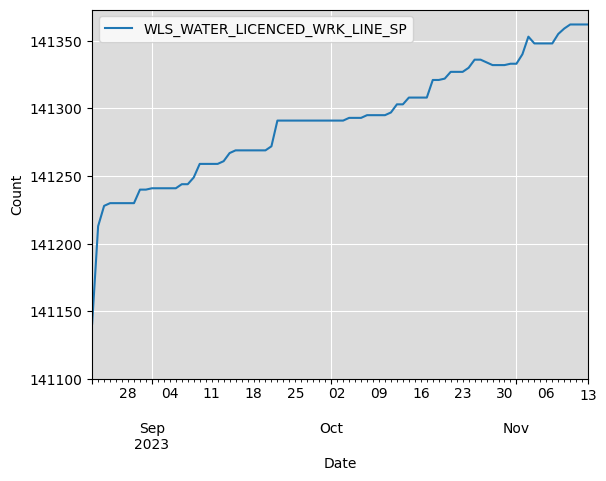 WLS_WATER_LICENCED_WRK_LINE_SP
141350
141300
141250
141200
141150
141100
Count
28 04 11 18 25 02 09 16 23 30 06 13
Sep Oct Nov
2023
Date